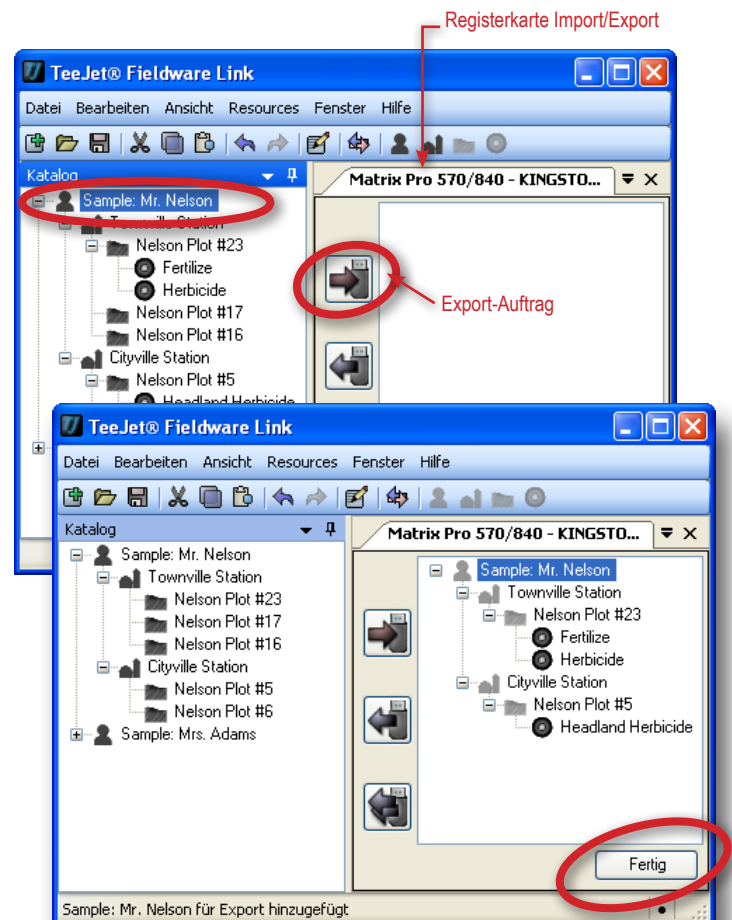 Registerkarte Import/Export
TeeJet® Fieldware Link
Datei Bearbeiten Ansicht Resources Fenster Hilfe
Katalog
Matrix Pro 570/840 - KINGSTO...
Sample: Mr. Nelson
Townville Station
Nelson Plot #23
Fertilize
Herbicide
Nelson Plot #17
Nelson Plot #16
Cityville Station
Nelson Plot #5
Headland Herbicide
Export-Auftrag
TeeJet® Fieldware Link
Datei Bearbeiten Ansicht Resources Fenster Hilfe
Katalog
Matrix Pro 570/840 - KINGSTO...
Sample: Mr. Nelson
Townville Station
Nelson Plot #23
Nelson Plot #17
Nelson Plot #16
Cityville Station
Nelson Plot #5
Nelson Plot #6
Sample: Mrs. Adams
Sample: Mr. Nelson
Townville Station
Nelson Plot #23
Fertilize
Herbicide
Cityville Station
Nelson Plot #5
Headland Herbicide
Fertig
Sample: Mr. Nelson für Export hinzugefügt